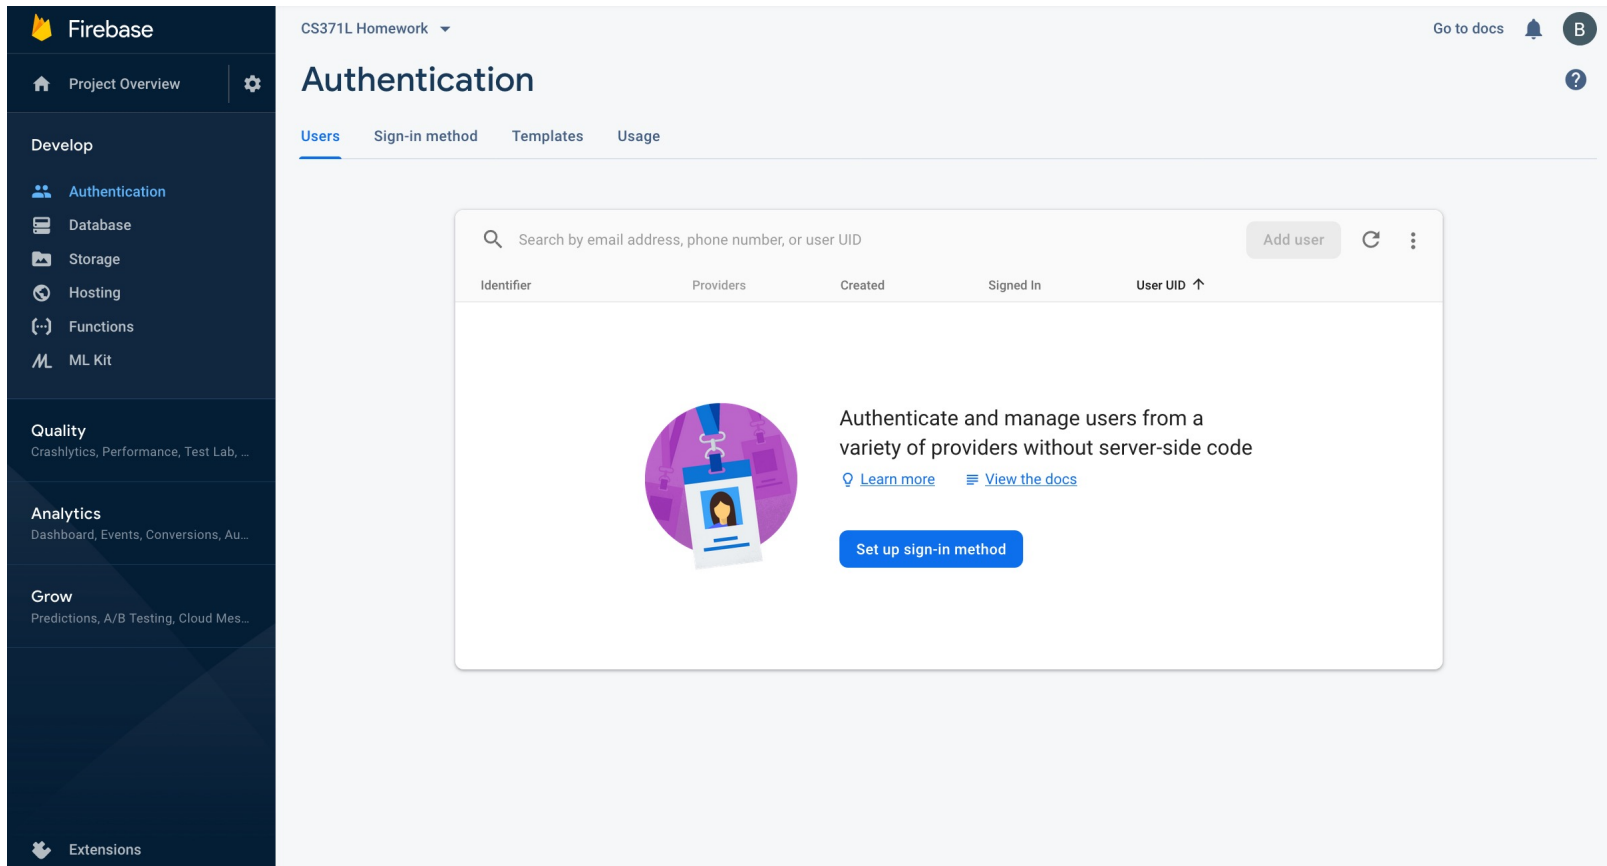 Firebase
CS371L Homework
Go to docs
B
Project Overview
Authentication
?
Users Sign-in method Templates Usage
Develop
Authentication
Database
Storage
Hosting
Functions
ML Kit
Quality
Crashlytics, Performance, Test Lab, ...
Analytics
Dashboard, Events, Conversions, Au...
Grow
Predictions, A/B Testing, Cloud Mes...
Extensions
Search by email address, phone number, or user UID
Add user
Identifier Providers Created Signed In User UID
Authenticate and manage users from a
variety of providers without server-side code
Learn more View the docs
Set up sign-in method